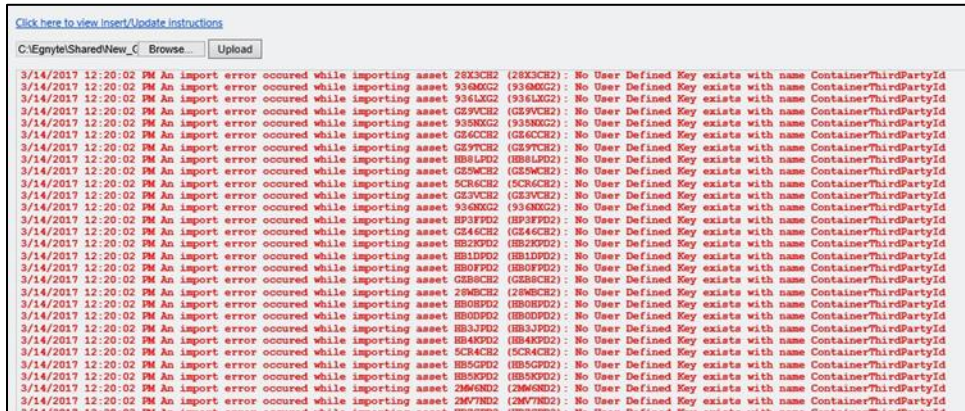 Click here to view Insert/Update instructions
C:\Egnyte\Shared\New_C Browse... Upload
3/14/2017 12:20:02 PM An import error occured while importing asset 28X3CH2 (28X3CH2): No User Defined Key exists with name ContainerThirdPartyId
3/14/2017 12:20:02 PM An import error occured while importing asset 936MXG2 (936MXG2): No User Defined Key exists with name ContainerThirdPartyId
3/14/2017 12:20:02 PM An import error occured while importing asset 936LXG2 (936LXG2): No User Defined Key exists with name ContainerThirdPartyId
3/14/2017 12:20:02 PM An import error occured while importing asset GZ9VCH2 (GZ9VCH2): No User Defined Key exists with name ContainerThirdPartyId
3/14/2017 12:20:02 PM An import error occured while importing asset 935NXG2 (935NXG2): No User Defined Key exists with name ContainerThirdPartyId
3/14/2017 12:20:02 PM An import error occured while importing asset GZ6CCH2 (GZ6CCH2): No User Defined Key exists with name ContainerThirdPartyId
3/14/2017 12:20:02 PM An import error occured while importing asset GZ9TCH2 (GZ9TCH2): No User Defined Key exists with name ContainerThirdPartyId
3/14/2017 12:20:02 PM An import error occured while importing asset HB8LPD2 (HB8LPD2): No User Defined Key exists with name ContainerThirdPartyId
3/14/2017 12:20:02 PM An import error occured while importing asset GZ5WCH2 (GZ5WCH2): No User Defined Key exists with name ContainerThirdPartyId
3/14/2017 12:20:02 PM An import error occured while importing asset 5CR6CH2 (5CR6CH2): No User Defined Key exists with name ContainerThirdPartyId
3/14/2017 12:20:02 PM An import error occured while importing asset GZ3VCH2 (GZ3VCH2): No User Defined Key exists with name ContainerThirdPartyId
3/14/2017 12:20:02 PM An import error occured while importing asset 936NXG2 (936NXG2): No User Defined Key exists with name ContainerThirdPartyId
3/14/2017 12:20:02 PM An import error occured while importing asset HP3FPD2 (HP3FPD2): No User Defined Key exists with name ContainerThirdPartyId
3/14/2017 12:20:02 PM An import error occured while importing asset GZ46CH2 (GZ46CH2): No User Defined Key exists with name ContainerThirdPartyId
3/14/2017 12:20:02 PM An import error occured while importing asset HB2KPD2 (HB2KPD2): No User Defined Key exists with name ContainerThirdPartyId
3/14/2017 12:20:02 PM An import error occured while importing asset HB1DPD2 (HB1DPD2): No User Defined Key exists with name ContainerThirdPartyId
3/14/2017 12:20:02 PM An import error occured while importing asset HB0FPD2 (HB0FPD2): No User Defined Key exists with name ContainerThirdPartyId
3/14/2017 12:20:02 PM An import error occured while importing asset GZB8CH2 (GZB8CH2): No User Defined Key exists with name ContainerThirdPartyId
3/14/2017 12:20:02 PM An import error occured while importing asset 28WBCH2 (28WBCH2): No User Defined Key exists with name ContainerThirdPartyId
3/14/2017 12:20:02 PM An import error occured while importing asset HB0HPD2 (HB0HPD2): No User Defined Key exists with name ContainerThirdPartyId
3/14/2017 12:20:02 PM An import error occured while importing asset HB0DPD2 (HB0DPD2): No User Defined Key exists with name ContainerThirdPartyId
3/14/2017 12:20:02 PM An import error occured while importing asset HB3JPD2 (HB3JPD2): No User Defined Key exists with name ContainerThirdPartyId
3/14/2017 12:20:02 PM An import error occured while importing asset HB4KPD2 (HB4KPD2): No User Defined Key exists with name ContainerThirdPartyId
3/14/2017 12:20:02 PM An import error occured while importing asset 5CR4CH2 (5CR4CH2): No User Defined Key exists with name ContainerThirdPartyId
3/14/2017 12:20:02 PM An import error occured while importing asset HB5GPD2 (HB5GPD2): No User Defined Key exists with name ContainerThirdPartyId
3/14/2017 12:20:02 PM An import error occured while importing asset HB5KPD2 (HB5KPD2): No User Defined Key exists with name ContainerThirdPartyId
3/14/2017 12:20:02 PM An import error occured while importing asset 2MW6ND2 (2MW6ND2): No User Defined Key exists with name ContainerThirdPartyId
3/14/2017 12:20:02 PM An import error occured while importing asset 2MV7ND2 (2MV7ND2): No User Defined Key exists with name ContainerThirdPartyId